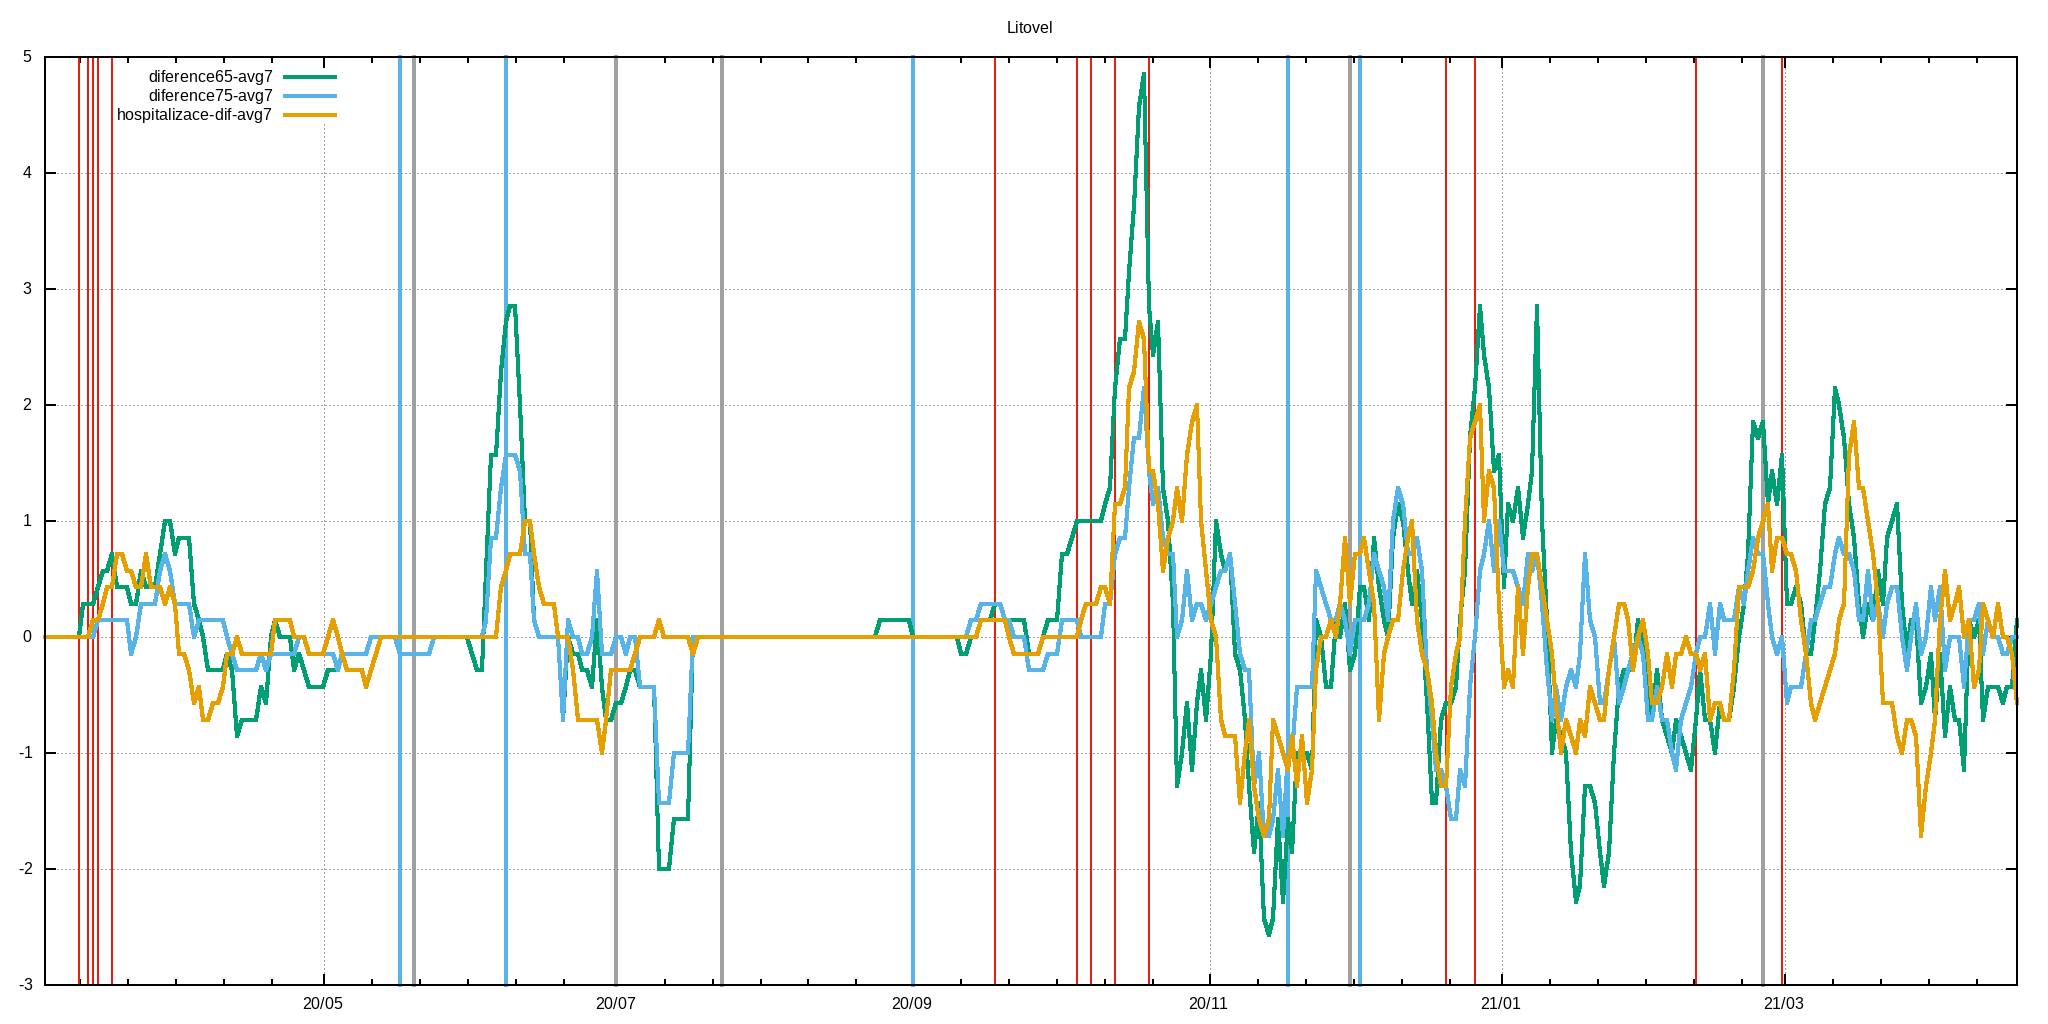 Litovel
5
diference65-avg7
diference75-avg7
hospitalizace-dif-avg7
4
3
2
1
0
-1
-2
-3
20/05 20/07 20/09 20/11 21/01 21/03